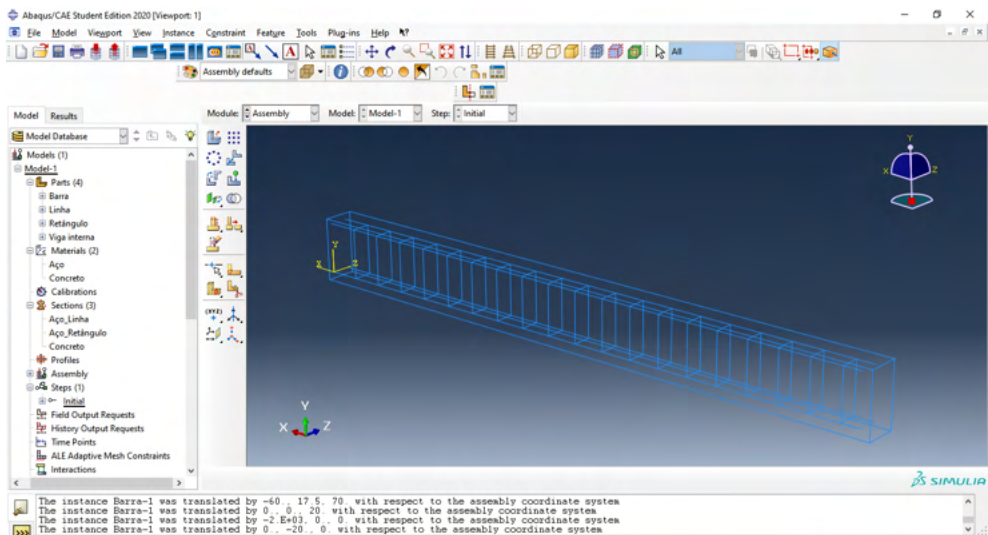 Abaqus/CAE Student Edition 2020 [Viewport: 1]
File Model Viewport View Instance Constraint Feature Tools Plug-ins Help
All
Assembly defaults
Model Results
Module: Assembly Model: Model-1 Step: Initial
Model Database
Models (1)
Model-1
Parts (4)
Barra
Linha
Retángulo
Viga interna
Materials (2)
Aço
Concreto
Calibrations
Sections (3)
Aço_Linha
Aço_Retángulo
Concreto
Profiles
Assembly
Steps (1)
Initial
Field Output Requests
History Output Requests
Time Points
ALE Adaptive Mesh Constraints
Interactions
(XYZ)
Y
X Z
Y
Z Z
Y
X Z
SIMULIA
The instance Barra-1 was translated by -60., 17.5, 70. with respect to the assembly coordinate system
The instance Barra-1 was translated by 0., 0., 20. with respect to the assembly coordinate system
The instance Barra-1 was translated by -2.E+03, 0., 0. with respect to the assembly coordinate system
The instance Barra-1 was translated by 0., -20., 0. with respect to the assembly coordinate system